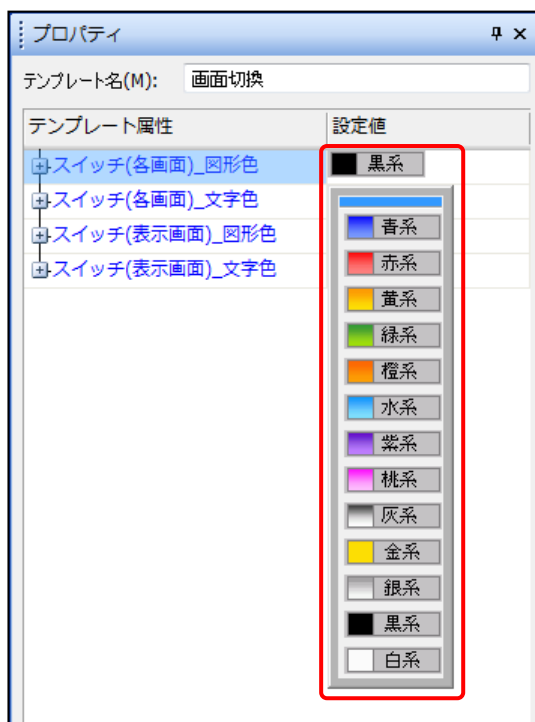 プロパティ
テンプレート名(M): 画面切換
テンプレート属性 設定値
スイッチ(各画面)_図形色 黒系
スイッチ(各画面)_文字色
スイッチ(表示画面)_図形色
スイッチ(表示画面)_文字色
青系
赤系
黄系
緑系
橙系
水系
紫系
桃系
灰系
金系
銀系
黒系
白系